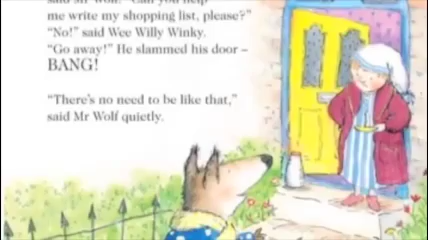 said Mr Wolf. "Can you help
me write my shopping list, please?"
"No!" said Wee Willy Winky.
"Go away!" He slammed his door –
BANG!
"There's no need to be like that,"
said Mr Wolf quietly.